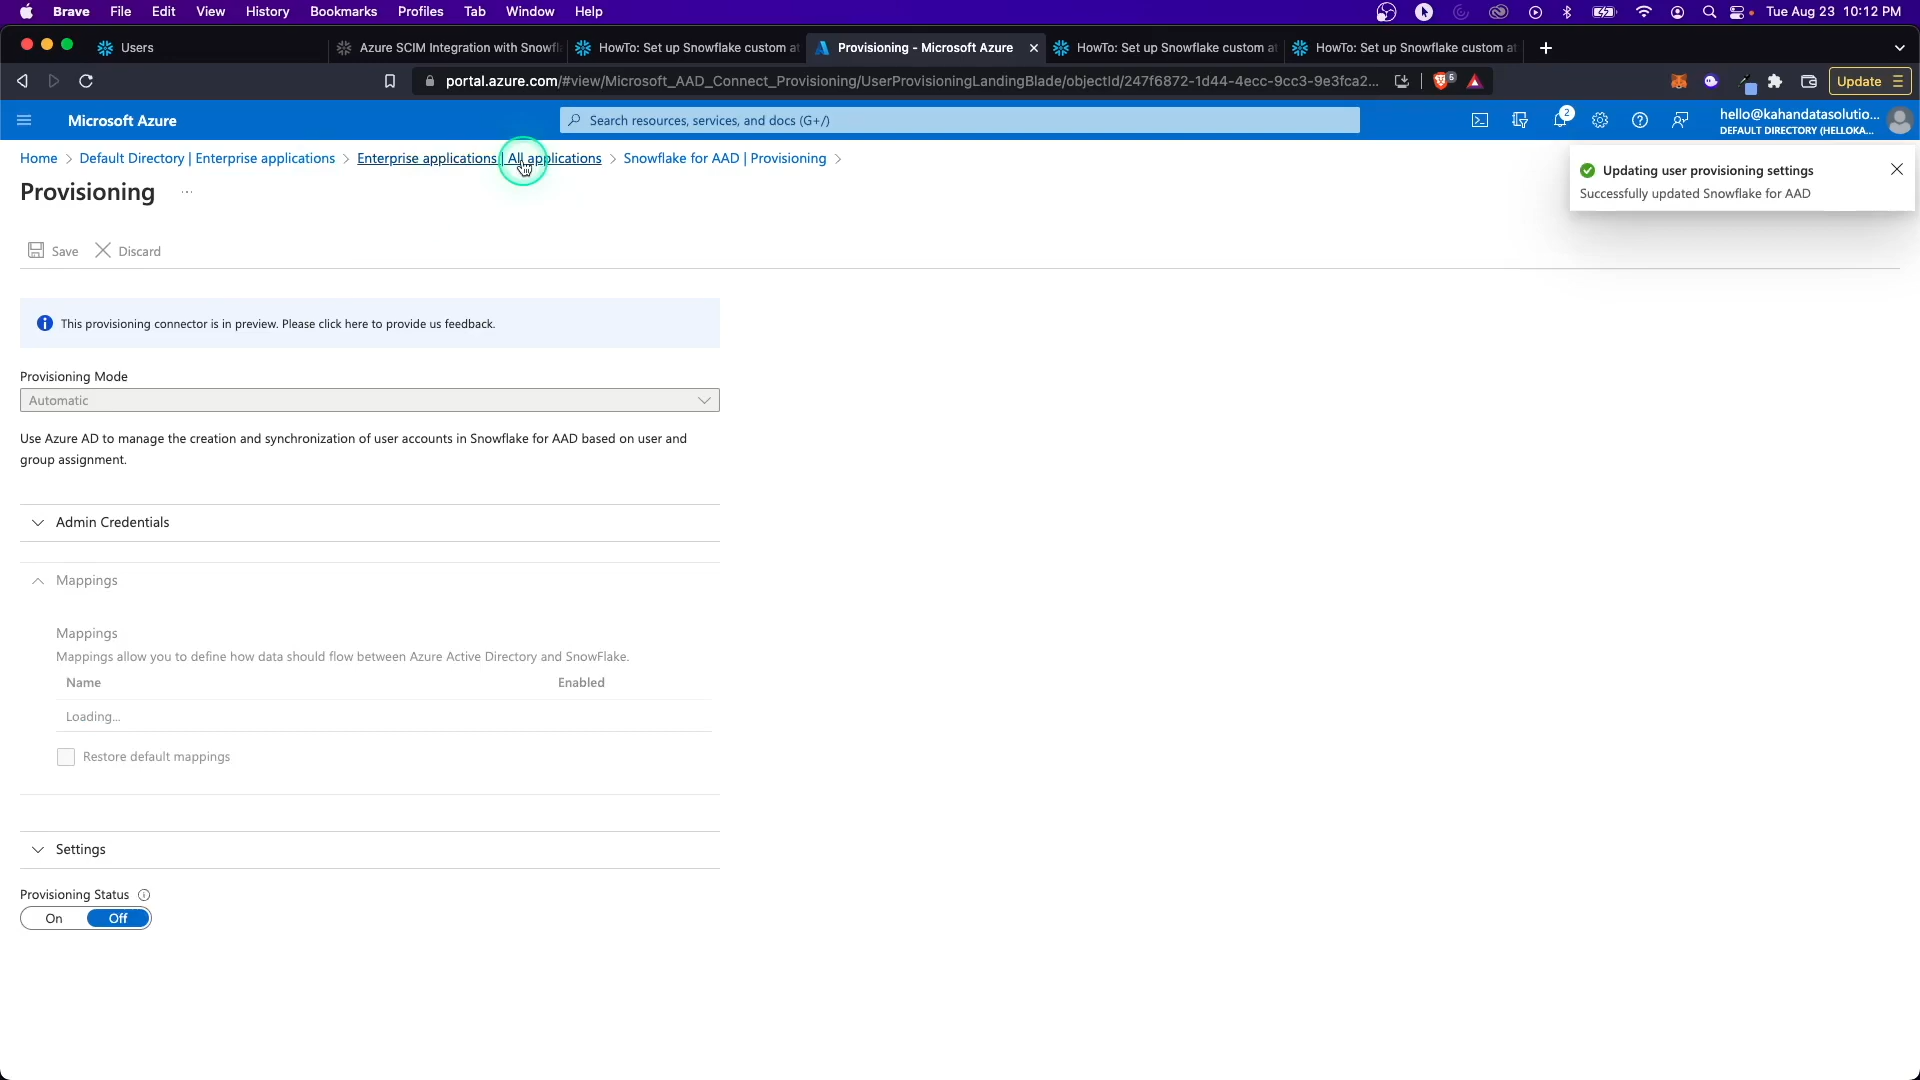 Brave File Edit View History Bookmarks Profiles Tab Window Help Tue Aug 23 10:12 PM
Users Azure SCIM Integration with Snowfl HowTo: Set up Snowflake custom at Provisioning - Microsoft Azure HowTo: Set up Snowflake custom at HowTo: Set up Snowflake custom at
portal.azure.com/#view/Microsoft_AAD_Connect_Provisioning/UserProvisioningLandingBlade/objectId/247f6872-1d44-4ecc-9cc3-9e3fca2... 5 Update
Microsoft Azure Search resources, services, and docs (G+/) 2 hello@kahandatasolutio...
DEFAULT DIRECTORY (HELLOKA...
Home > Default Directory | Enterprise applications > Enterprise applications | All applications > Snowflake for AAD | Provisioning >
Provisioning ...
Updating user provisioning settings
Successfully updated Snowflake for AAD
Save Discard
This provisioning connector is in preview. Please click here to provide us feedback.
Provisioning Mode
Automatic
Use Azure AD to manage the creation and synchronization of user accounts in Snowflake for AAD based on user and
group assignment.
Admin Credentials
Mappings
Mappings
Mappings allow you to define how data should flow between Azure Active Directory and SnowFlake.
Name Enabled
Loading...
Restore default mappings
Settings
Provisioning Status
On Off